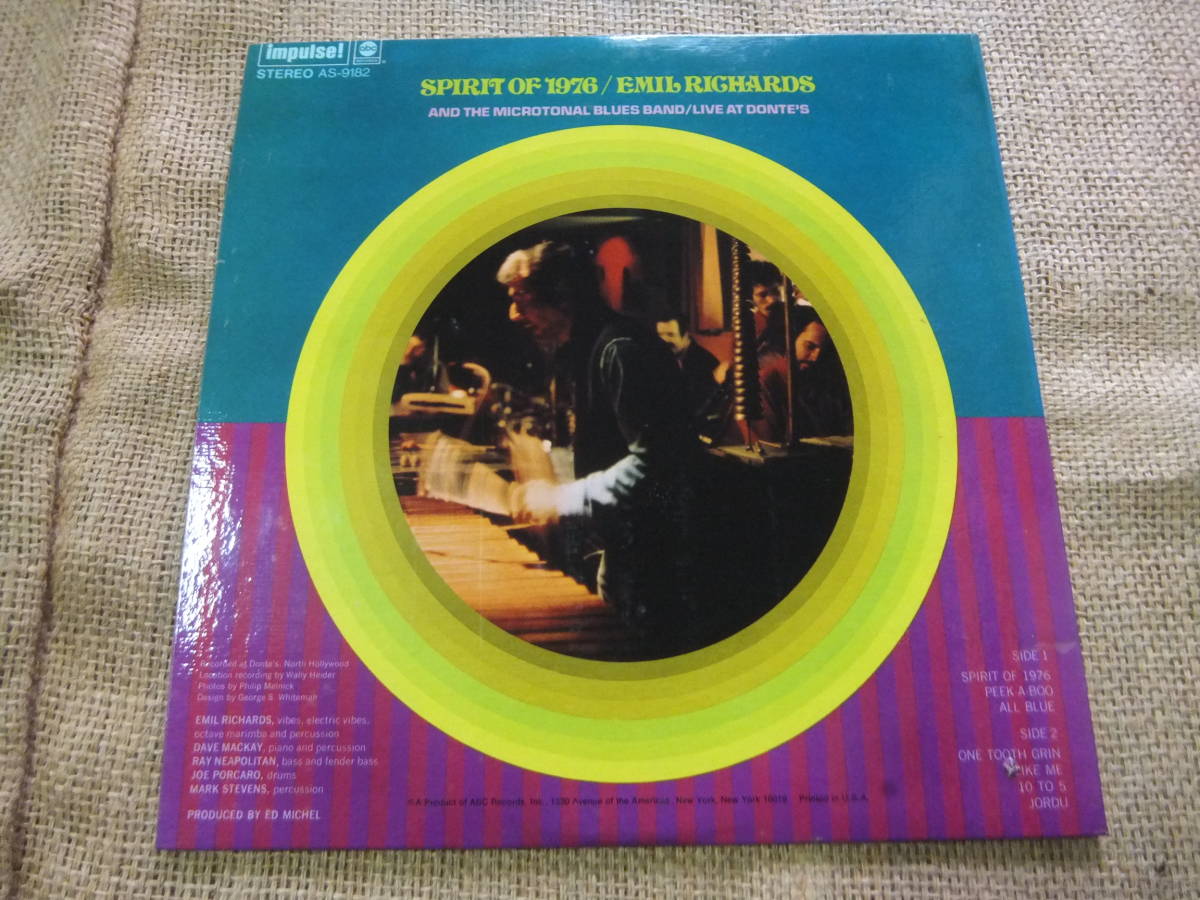 impulse!
abc
RECORDS
STEREO AS-9182
SPIRIT OF 1976 / EMIL RICHARDS
AND THE MICROTONAL BLUES BAND/LIVE AT DONTE'S
Recorded at Donte's, North Hollywood
Location recording by Wally Heider
Photos by Philip Melnick
Design by George S. Whiteman
EMIL RICHARDS, vibes, electric vibes,
octave marimba and percussion
DAVE MACKAY, piano and percussion
RAY NEAPOLITAN, bass and fender bass
JOE PORCARO, drums
MARK STEVENS, percussion
PRODUCED BY ED MICHEL
SIDE 1
SPIRIT OF 1976
PEEK-A-BOO
ALL BLUE
SIDE 2
ONE TOOTH GRIN
LIKE ME
10 TO 5
JORDU
A Product of ABC Records, Inc., 1330 Avenue of the Americas, New York, New York 10019 Printed in U.S.A.